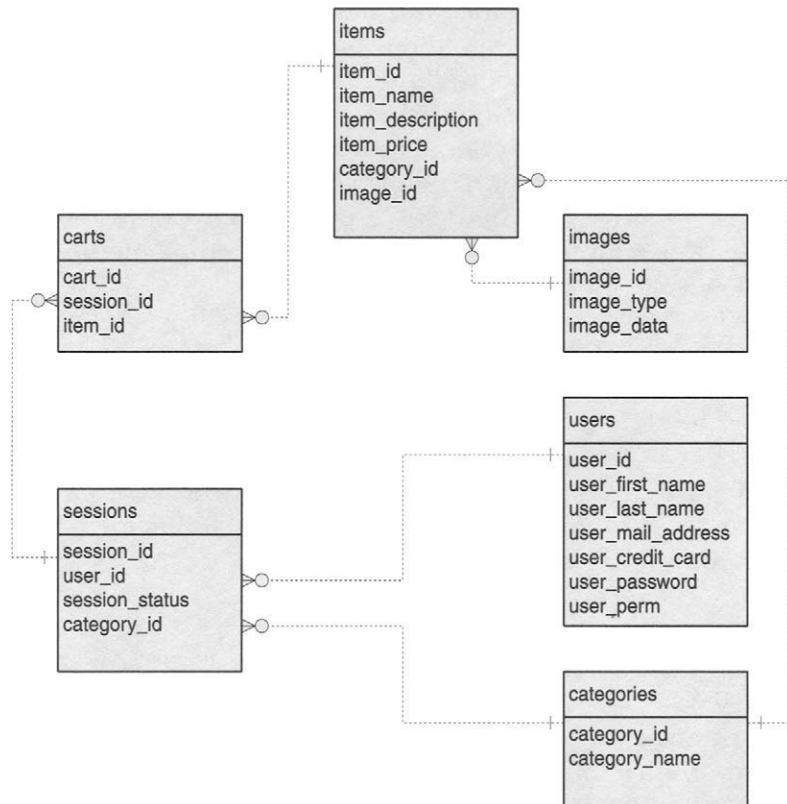 items
item_id
item_name
item_description
item_price
category_id
image_id
carts
cart_id
session_id
item_id
images
image_id
image_type
image_data
users
user_id
user_first_name
user_last_name
user_mail_address
user_credit_card
user_password
user_perm
sessions
session_id
user_id
session_status
category_id
categories
category_id
category_name